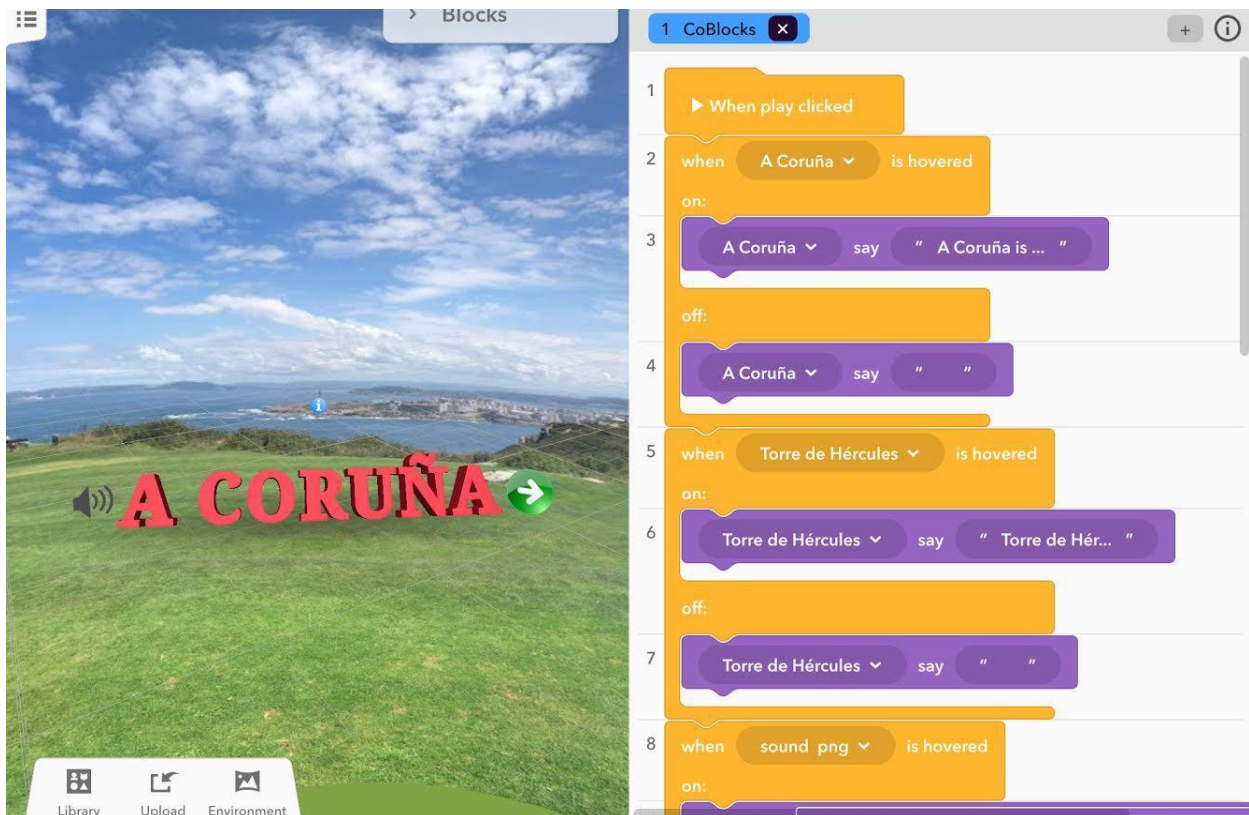 Blocks
A CORUÑA
Library Upload Environment
1 CoBlocks
1
When play clicked
2
when A Coruña is hovered
on:
3
A Coruña say " A Coruña is ... "
off:
4
A Coruña say " "
5
when Torre de Hércules is hovered
on:
6
Torre de Hércules say " Torre de Hér... "
off:
7
Torre de Hércules say " "
8
when sound png is hovered
on: